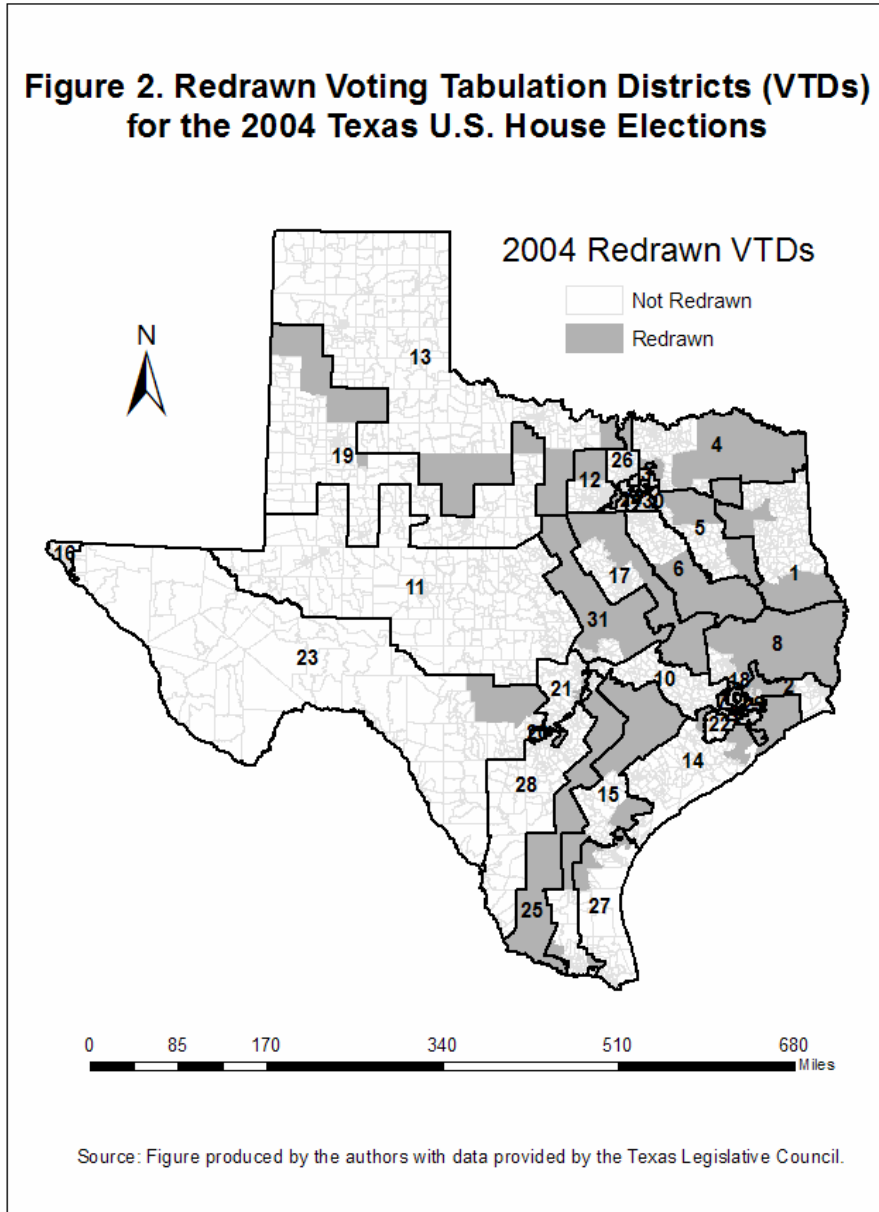 Figure 2. Redrawn Voting Tabulation Districts (VTDs)
for the 2004 Texas U.S. House Elections
2004 Redrawn VTDs
Not Redrawn
Redrawn
N
13
4
19
26
12
30
5
16
17
6
1
11
31
8
23
21
10
18
2
22
14
28
15
25
27
0 85 170 340 510 680
Miles
Source: Figure produced by the authors with data provided by the Texas Legislative Council.